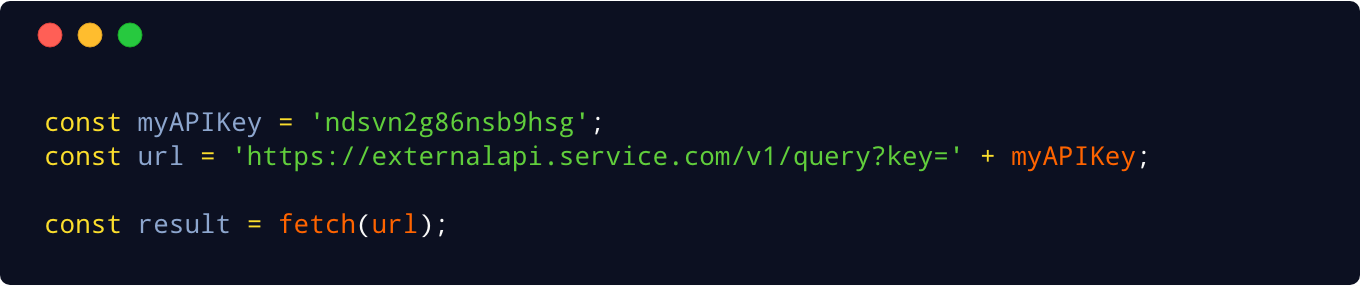 const myAPIKey = 'ndsvn2g86nsb9hsg';
const url = 'https://externalapi.service.com/v1/query?key=' + myAPIKey;
const result = fetch(url);